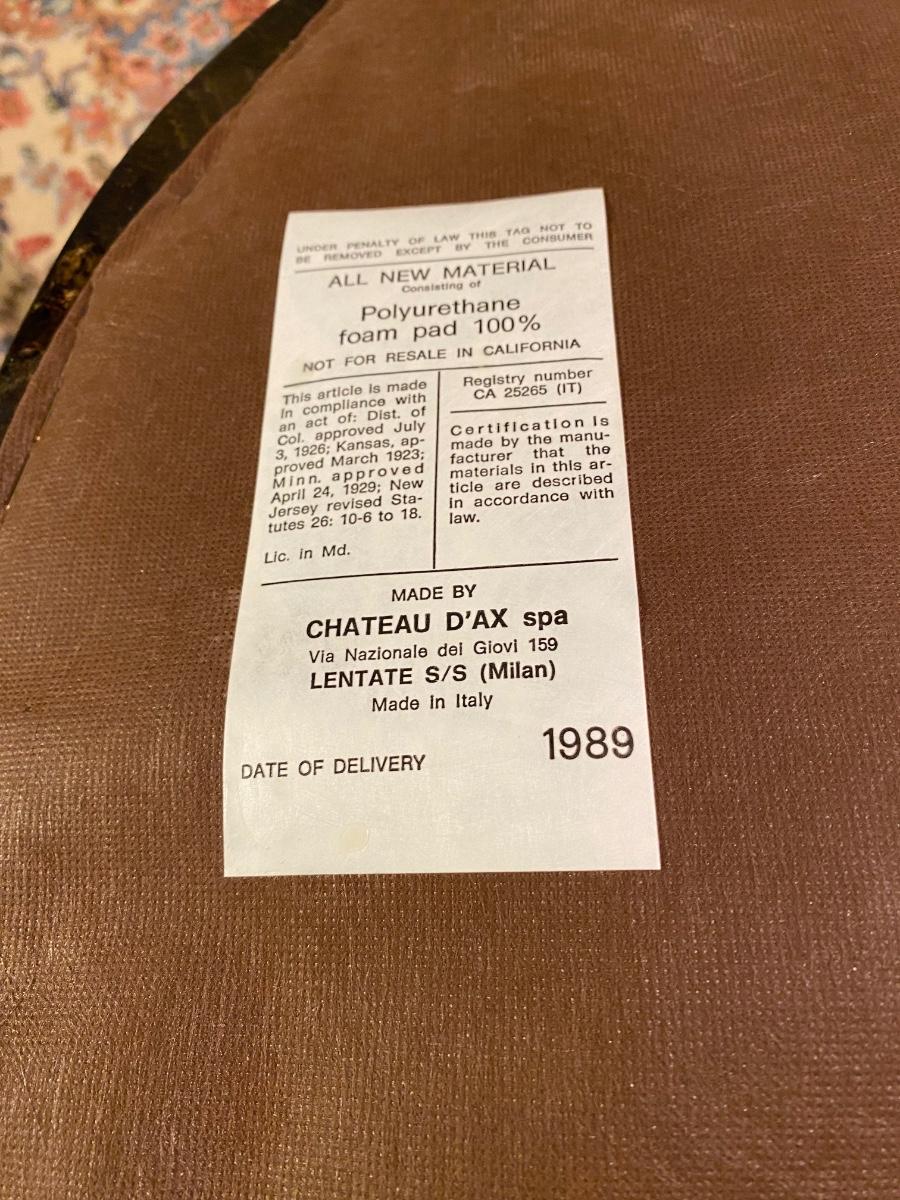 UNDER PENALTY OF LAW THIS TAG NOT TO
BE REMOVED EXCEPT BY THE CONSUMER
ALL NEW MATERIAL
Consisting of
Polyurethane
foam pad 100%
NOT FOR RESALE IN CALIFORNIA
This article is made
in compliance with
an act of: Dist. of
Col. approved July
3, 1926; Kansas, ap-
proved March 1923;
Minn. approved
April 24, 1929; New
Jersey revised Sta-
tutes 26: 10-6 to 18.
Lic. in Md.
Registry number
CA 25265 (IT)
Certification is
made by the manu-
facturer that the
materials in this ar-
ticle are described
in accordance with
law.
MADE BY
CHATEAU D'AX spa
Via Nazionale dei Giovi 159
LENTATE S/S (Milan)
Made in Italy
DATE OF DELIVERY 1989